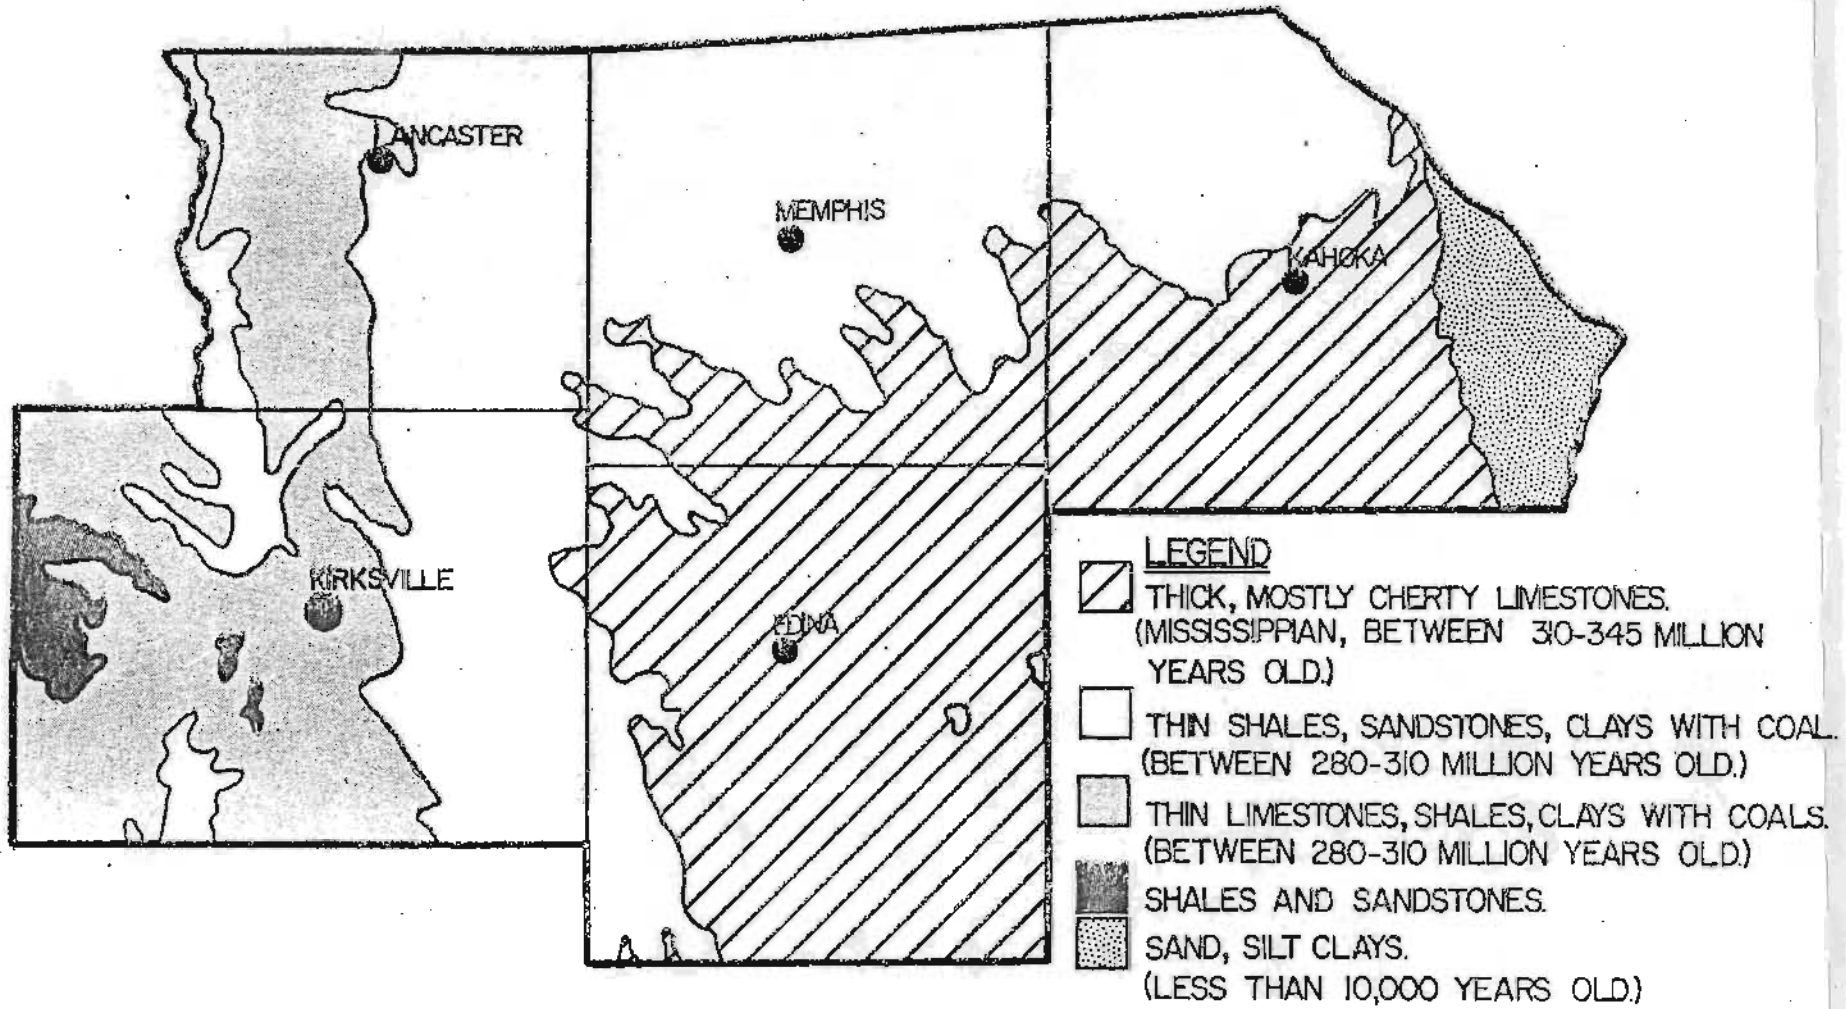 LANCASTER
MEMPHIS
KAHOKA
KIRKSVILLE
EDINA
LEGEND
THICK, MOSTLY CHERTY LIMESTONES.
(MISSISSIPPIAN, BETWEEN 310-345 MILLION
YEARS OLD.)
THIN SHALES, SANDSTONES, CLAYS WITH COAL.
(BETWEEN 280-310 MILLION YEARS OLD.)
THIN LIMESTONES, SHALES, CLAYS WITH COALS.
(BETWEEN 280-310 MILLION YEARS OLD.)
SHALES AND SANDSTONES.
SAND, SILT CLAYS.
(LESS THAN 10,000 YEARS OLD.)